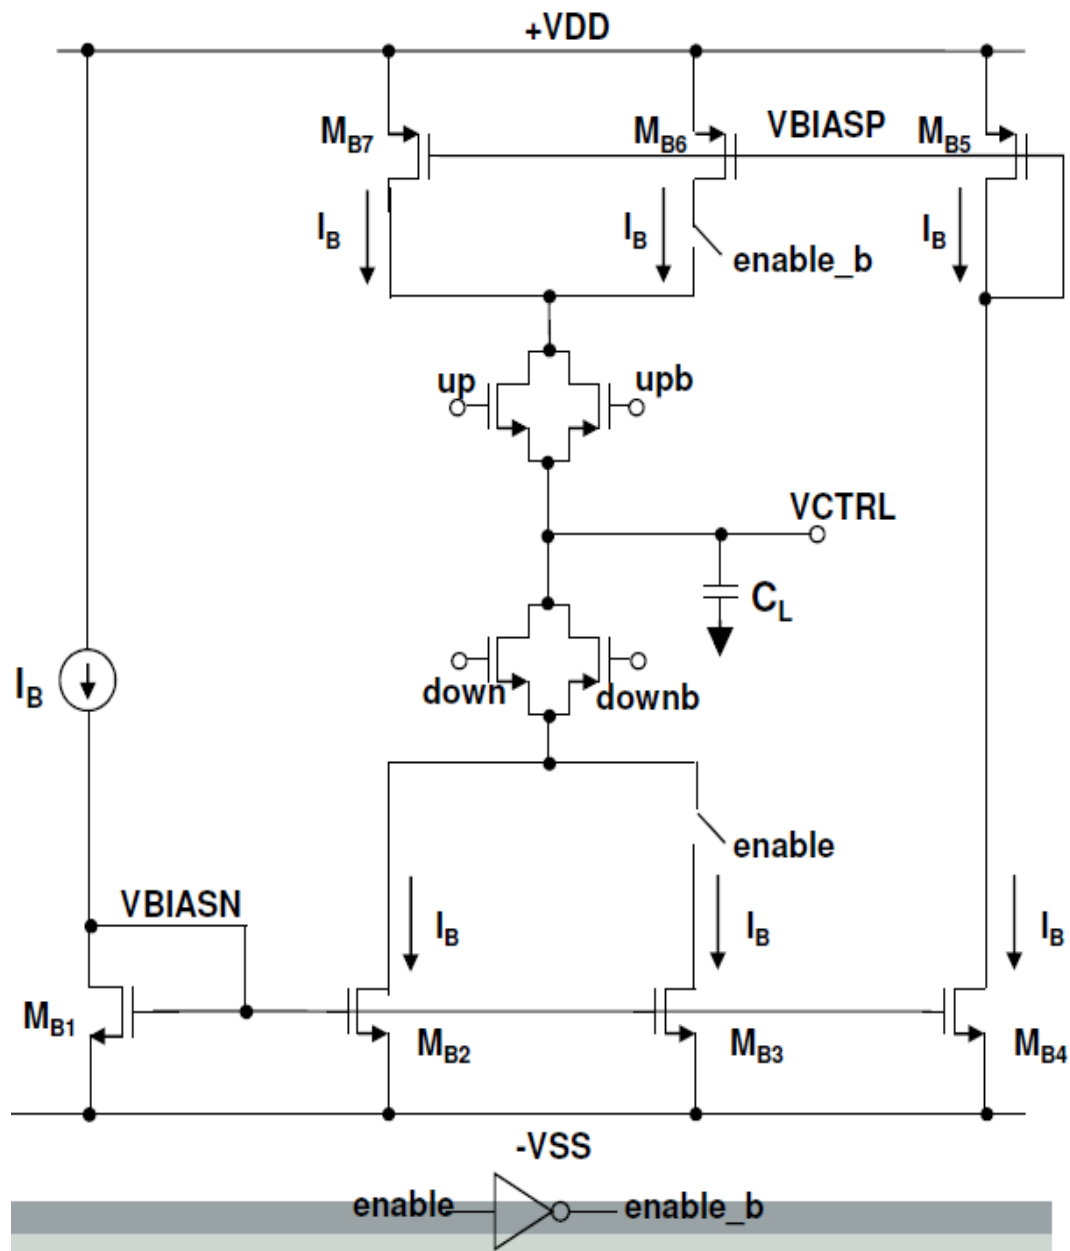 +VDD
MB7
MB6
VBIASP
MB5
IB
IB
IB
enable_b
up
upb
VCTRL
CL
IB
down
downb
enable
VBIASN
IB
IB
IB
MB1
MB2
MB3
MB4
-VSS
enable
enable_b